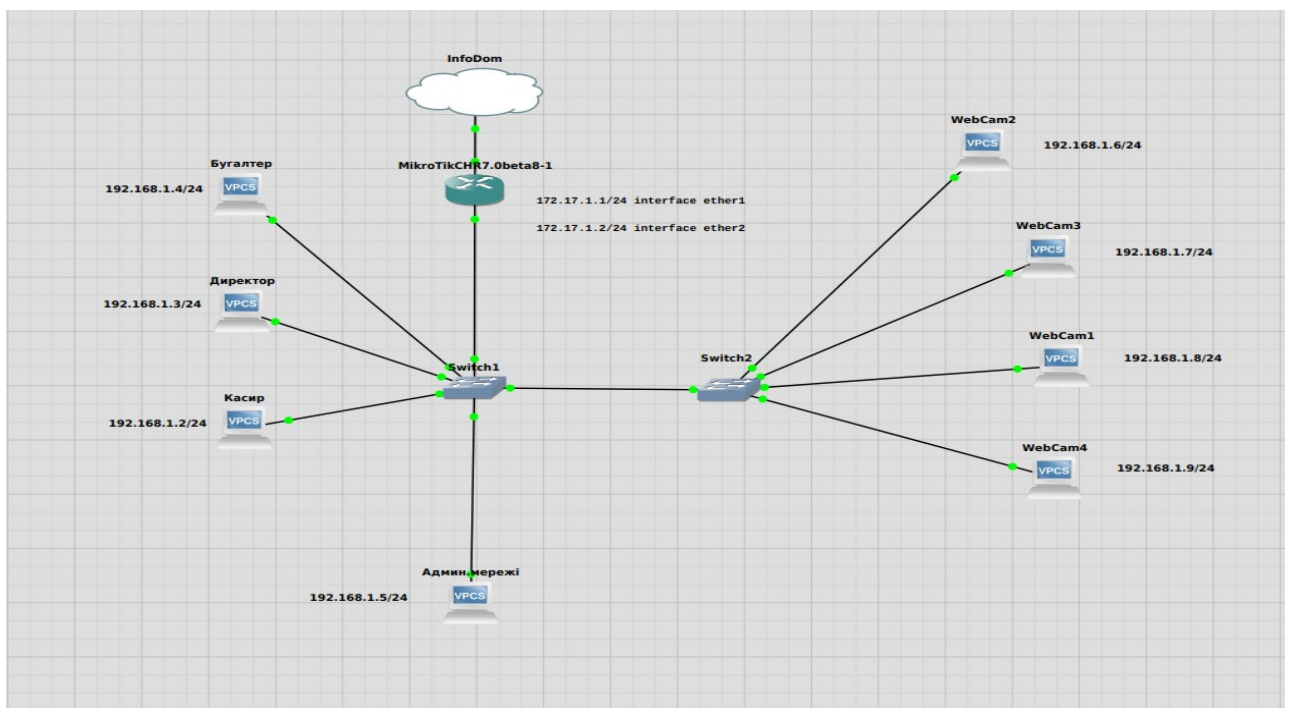 InfoDom
MikroTikCHR7.0beta8-1
172.17.1.1/24 interface ether1
172.17.1.2/24 interface ether2
Бугалтер
192.168.1.4/24
VPCS
Директор
192.168.1.3/24
VPCS
Касир
192.168.1.2/24
VPCS
Switch1
Админ.мережі
192.168.1.5/24
VPCS
Switch2
WebCam2
VPCS
192.168.1.6/24
WebCam3
VPCS
192.168.1.7/24
WebCam1
VPCS
192.168.1.8/24
WebCam4
VPCS
192.168.1.9/24